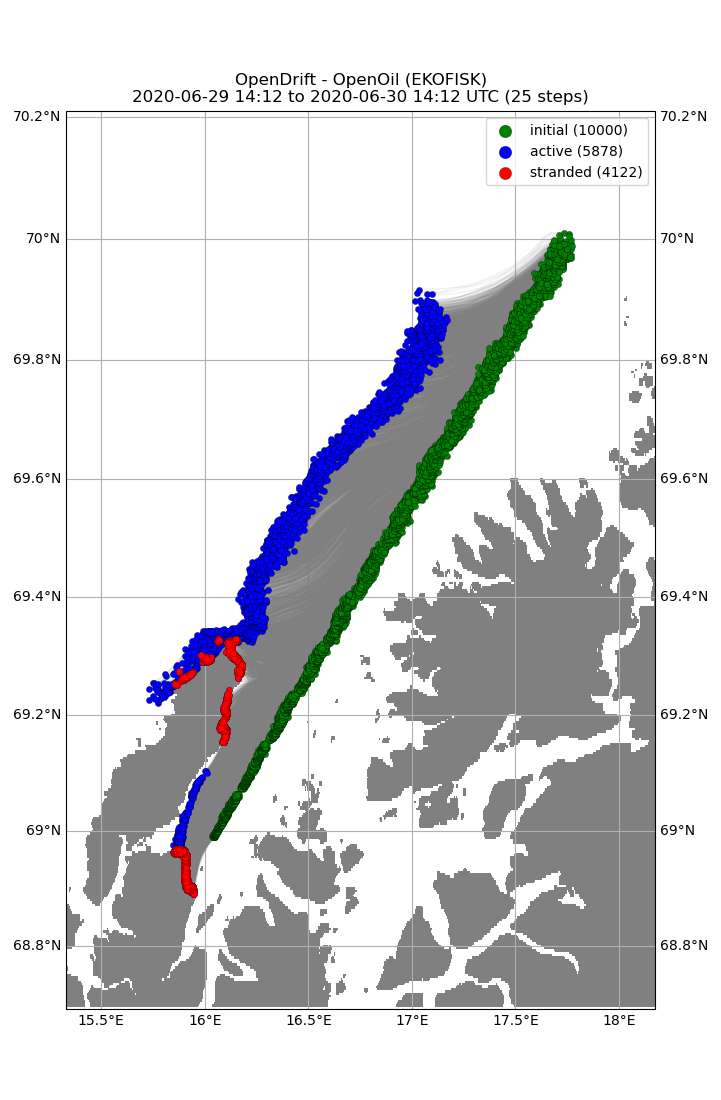 OpenDrift - OpenOil (EKOFISK)
2020-06-29 14:12 to 2020-06-30 14:12 UTC (25 steps)
70.2°N
70.2°N
initial (10000)
active (5878)
stranded (4122)
70°N
70°N
69.8°N
69.8°N
69.6°N
69.6°N
69.4°N
69.4°N
69.2°N
69.2°N
69°N
69°N
68.8°N
68.8°N
15.5°E
16°E
16.5°E
17°E
17.5°E
18°E